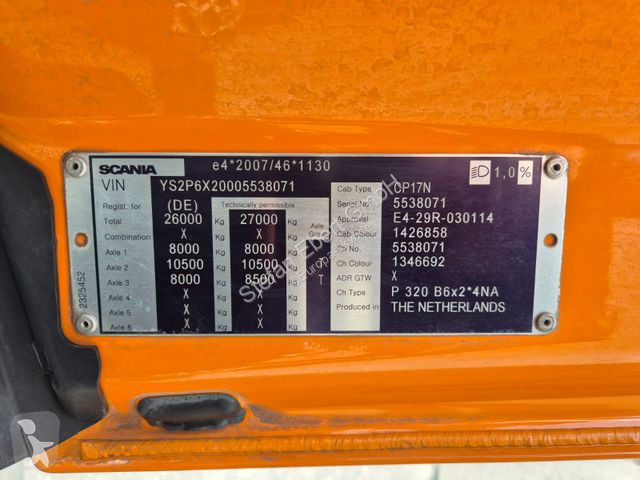 SCANIA e4*2007/46*1130 1,0%
VIN YS2P6X20005538071
Regist. for (DE) Technically permissible
Total 26000 Kg 27000 Kg
Combination X Kg X Kg
Axle 1 8000 Kg 8000 Kg
Axle 2 10500 Kg 10500 Kg
Axle 3 8000 Kg 8500 Kg T
Axle 4 X Kg X Kg
Axle 5 X Kg X Kg
Axle 6 X Kg X Kg
Axle
Cab Type CP17N
Serial No 5538071
Approval E4-29R-030114
Cab Colour 1426858
Ch No. 5538071
Ch Colour 1346692
ADR GTW X
Ch Type P 320 B6x2*4NA
Produced in THE NETHERLANDS
2325452
Stefan Ebert GmbH